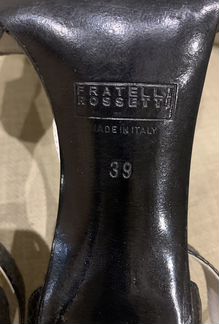 FRATELLI
ROSSETTI
MADE IN ITALY
39